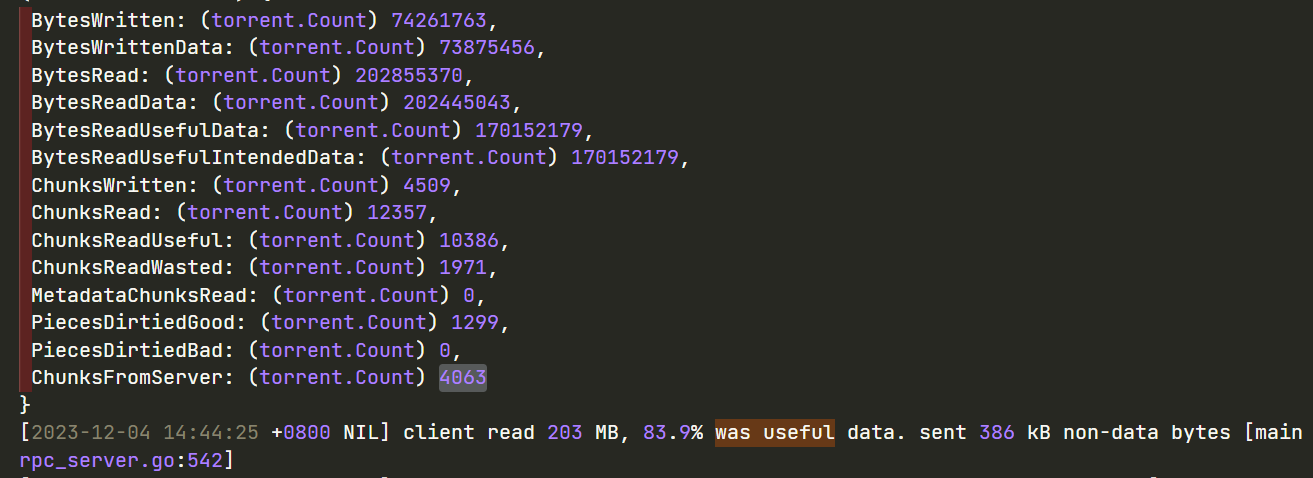 BytesWritten: (torrent.Count) 74261763,
BytesWrittenData: (torrent.Count) 73875456,
BytesRead: (torrent.Count) 202855370,
BytesReadData: (torrent.Count) 202445043,
BytesReadUsefulData: (torrent.Count) 170152179,
BytesReadUsefulIntendedData: (torrent.Count) 170152179,
ChunksWritten: (torrent.Count) 4509,
ChunksRead: (torrent.Count) 12357,
ChunksReadUseful: (torrent.Count) 10386,
ChunksReadWasted: (torrent.Count) 1971,
MetadataChunksRead: (torrent.Count) 0,
PiecesDirtiedGood: (torrent.Count) 1299,
PiecesDirtiedBad: (torrent.Count) 0,
ChunksFromServer: (torrent.Count) 4063
}
[2023-12-04 14:44:25 +0800 NIL] client read 203 MB, 83.9% was useful data. sent 386 kB non-data bytes [main
rpc_server.go:542]